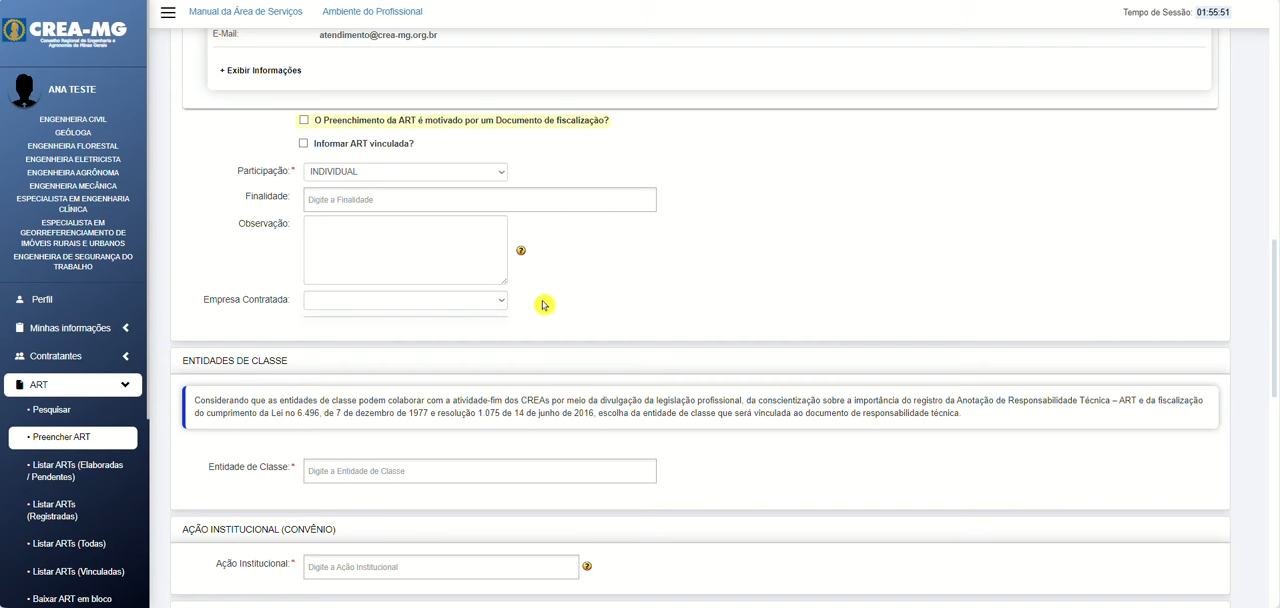 Manual da Área de Serviços
Ambiente do Profissional
Tempo de Sessão: 01:55:51
CREA-MG
Conselho Regional de Engenharia e
Agronomia de Minas Gerais
ANA TESTE
ENGENHEIRA CIVIL
GEÓLOGA
ENGENHEIRA FLORESTAL
ENGENHEIRA ELETRICISTA
ENGENHEIRA AGRÔNOMA
ENGENHEIRA MECÂNICA
ESPECIALISTA EM ENGENHARIA
CLÍNICA
ESPECIALISTA EM
GEORREFERENCIAMENTO DE
IMÓVEIS RURAIS E URBANOS
ENGENHEIRA DE SEGURANÇA DO
TRABALHO
Perfil
Minhas informações
Contratantes
ART
• Pesquisar
• Preencher ART
• Listar ARTs (Elaboradas
/ Pendentes)
• Listar ARTs
(Registradas)
• Listar ARTs (Todas)
• Listar ARTs (Vinculadas)
• Baixar ART em bloco
E-Mail: atendimento@crea-mg.org.br
+ Exibir Informações
O Preenchimento da ART é motivado por um Documento de fiscalização?
Informar ART vinculada?
Participação:* INDIVIDUAL
Finalidade: Digite a Finalidade
Observação:
Empresa Contratada:
ENTIDADES DE CLASSE
Considerando que as entidades de classe podem colaborar com a atividade-fim dos CREAs por meio da divulgação da legislação profissional, da conscientização sobre a importância do registro da Anotação de Responsabilidade Técnica – ART e da fiscalização
do cumprimento da Lei no 6.496, de 7 de dezembro de 1977 e resolução 1.075 de 14 de junho de 2016, escolha da entidade de classe que será vinculada ao documento de responsabilidade técnica.
Entidade de Classe:* Digite a Entidade de Classe
AÇÃO INSTITUCIONAL (CONVÊNIO)
Ação Institucional:* Digite a Ação Institucional